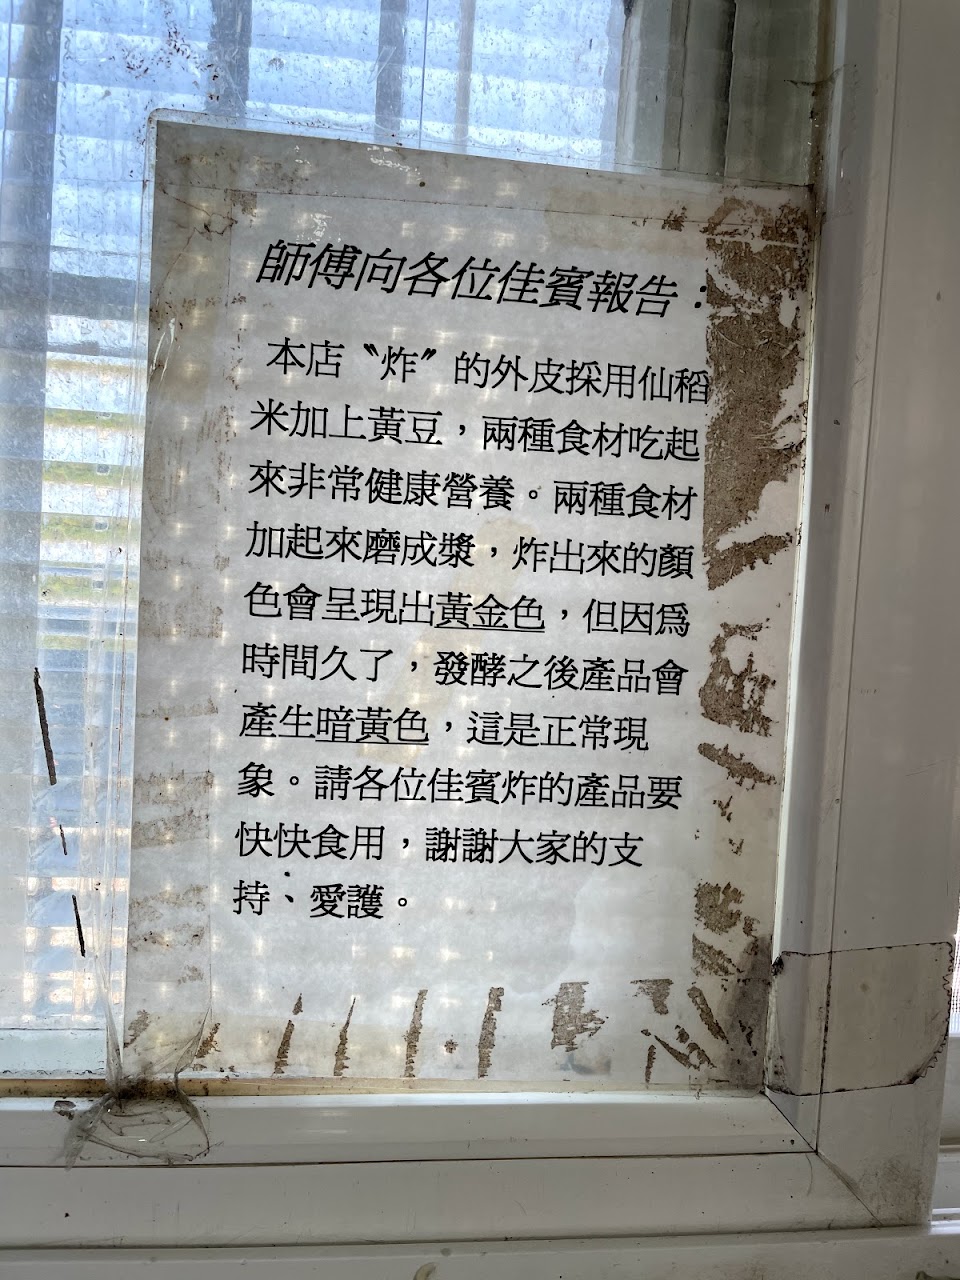 師傅向各位佳賓報告：
本店〝炸〞的外皮採用仙稻
米加上黃豆，兩種食材吃起
來非常健康營養。兩種食材
加起來磨成漿，炸出來的顏
色會呈現出黃金色，但因為
時間久了，發酵之後產品會
產生暗黃色，這是正常現
象。請各位佳賓炸的產品要
快快食用，謝謝大家的支
持、愛護。